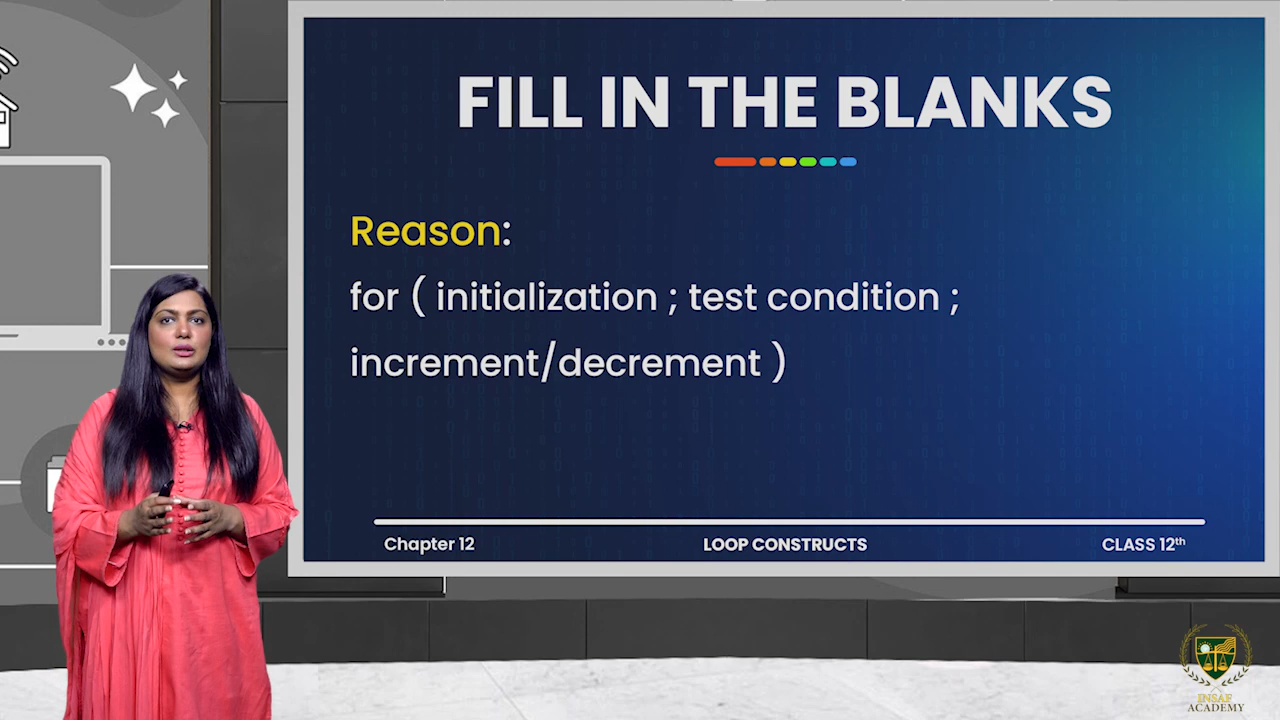 FILL IN THE BLANKS
Reason:
for ( initialization ; test condition ;
increment/decrement )
Chapter 12
LOOP CONSTRUCTS
CLASS 12th
INSAF
ACADEMY